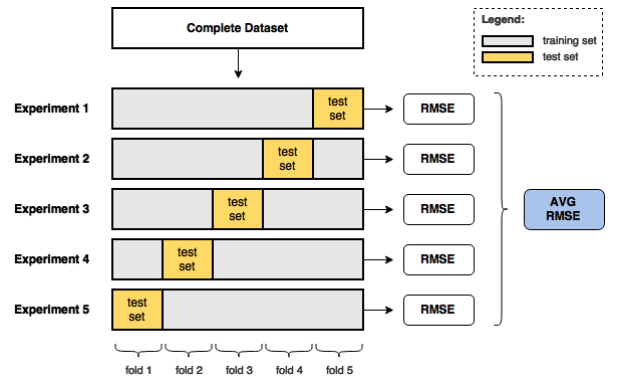 Complete Dataset
Legend:
training set
test set
Experiment 1
test
set
RMSE
Experiment 2
test
set
RMSE
Experiment 3
test
set
RMSE
AVG
RMSE
Experiment 4
test
set
RMSE
Experiment 5
test
set
RMSE
fold 1
fold 2
fold 3
fold 4
fold 5